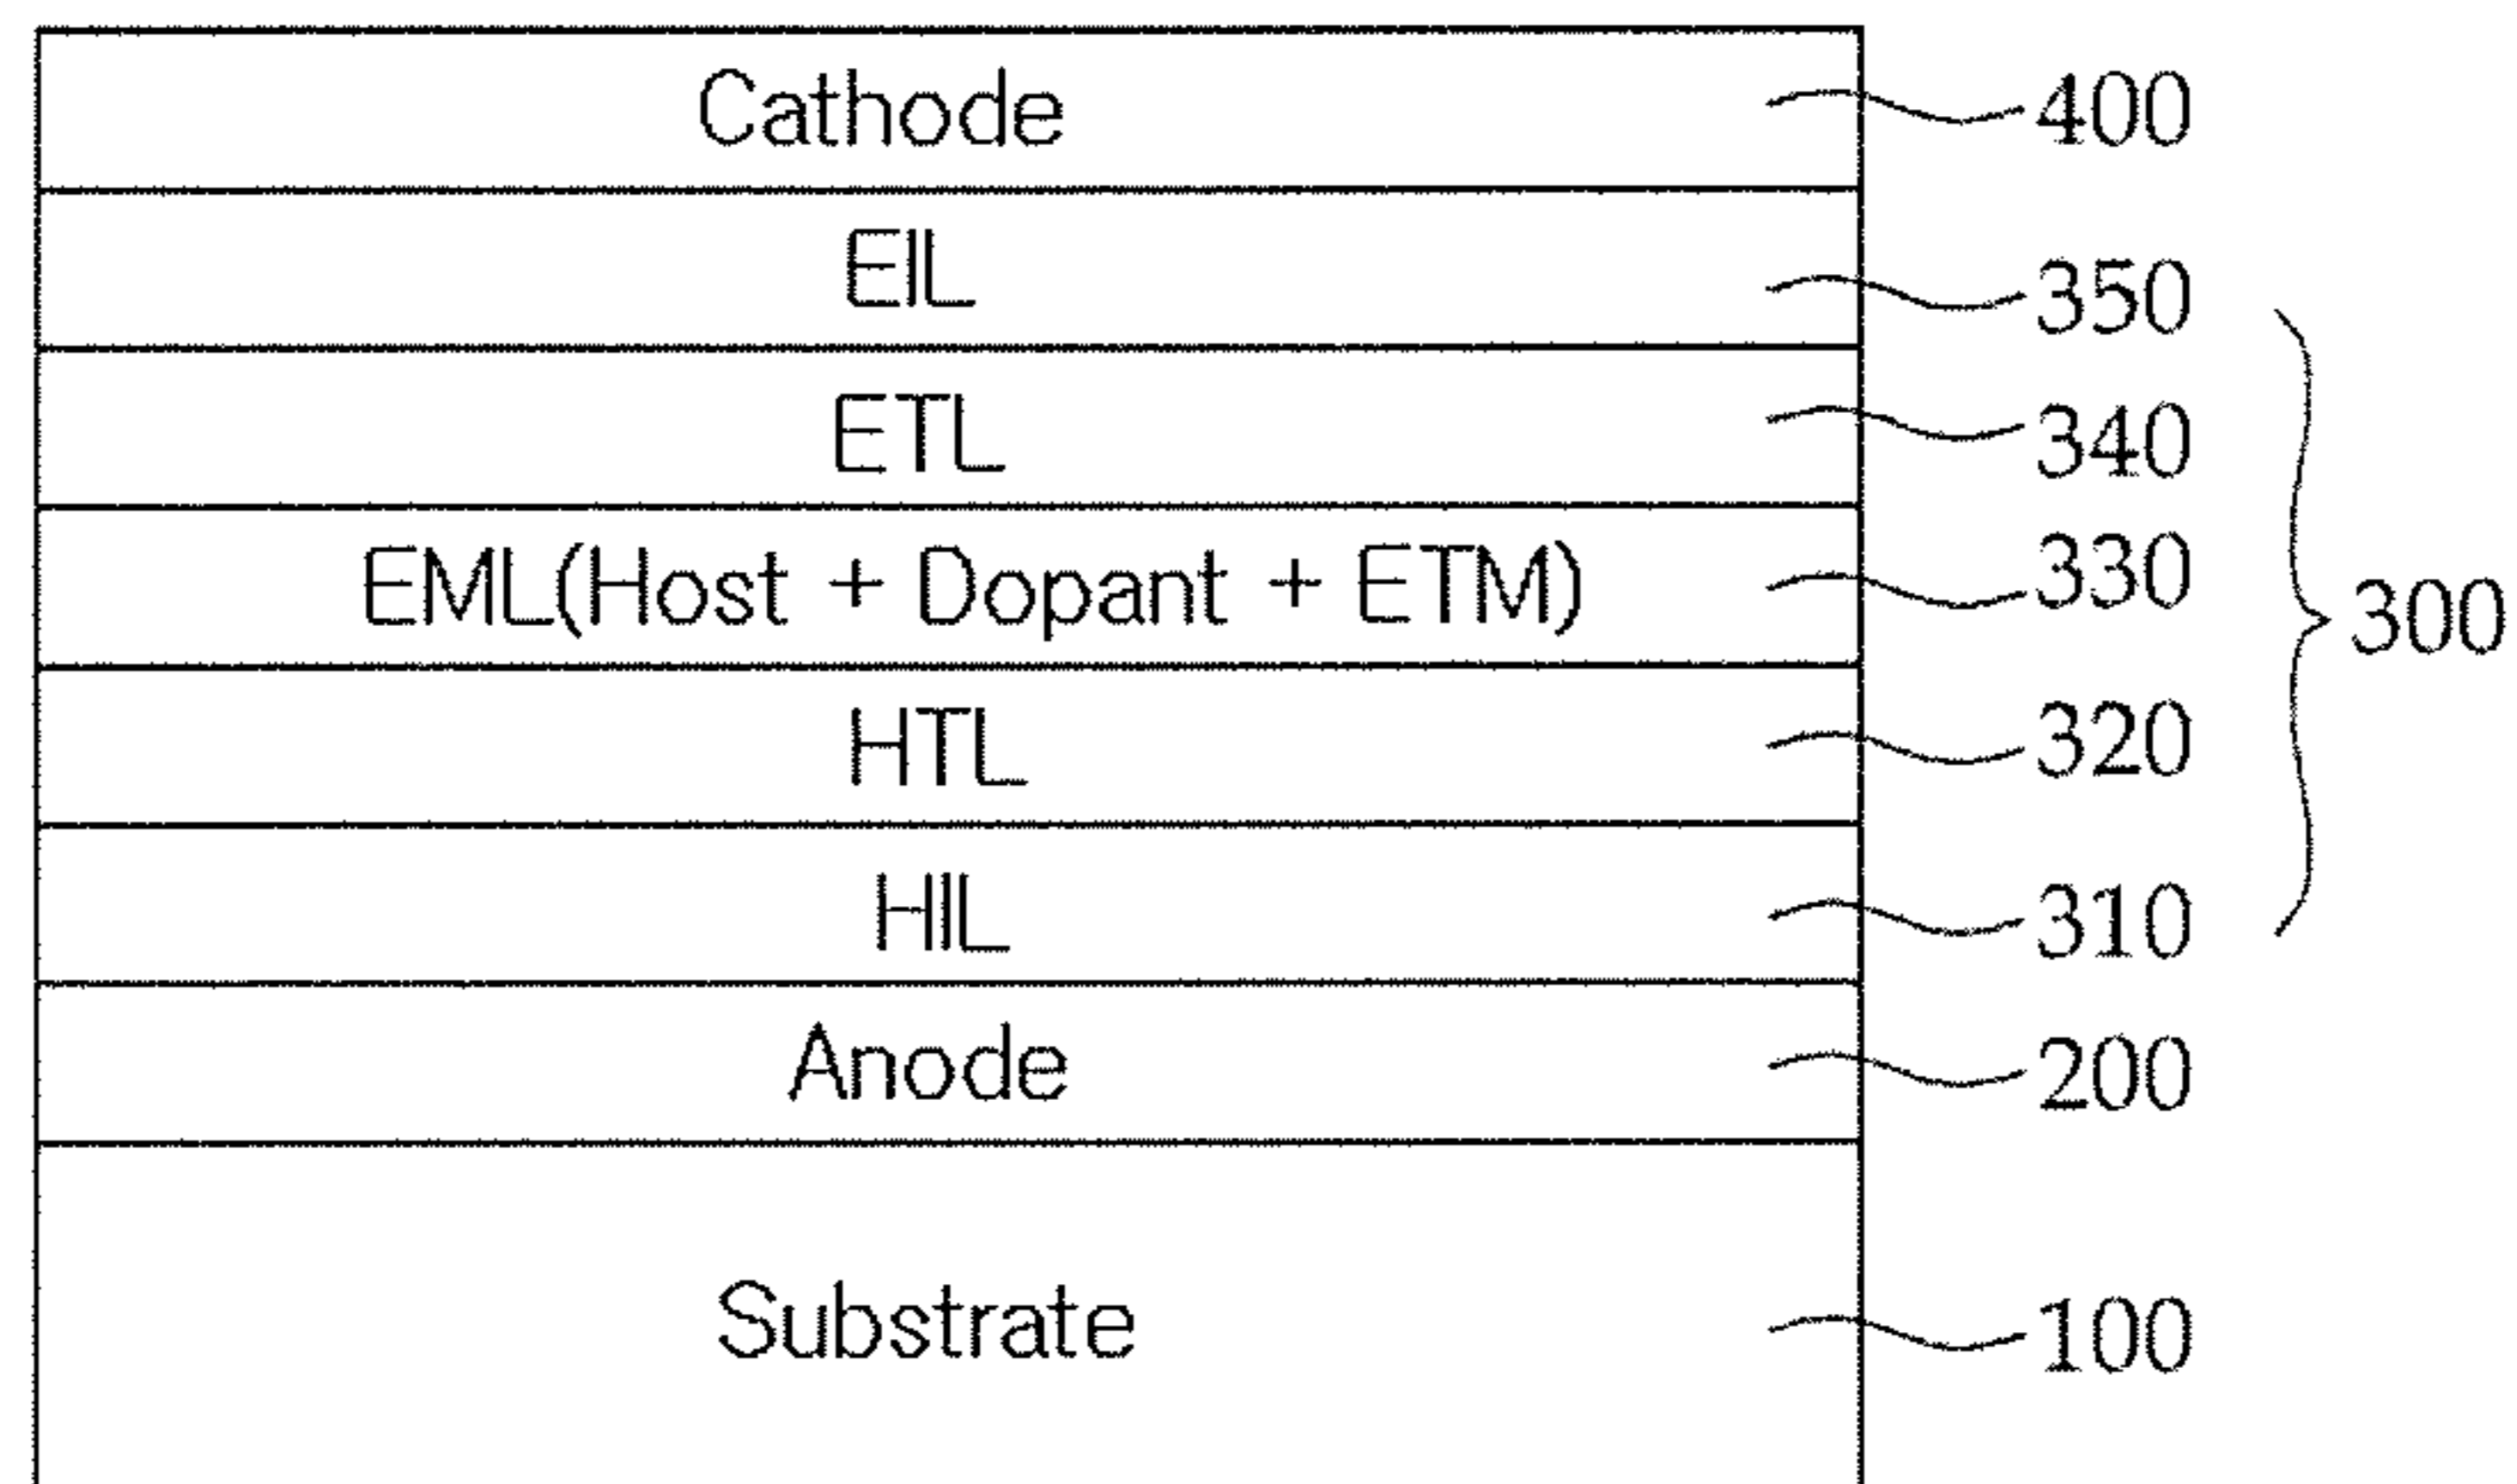 Cathode 400
EIL 350
ETL 340
EML(Host + Dopant + ETM) 330
300
HTL 320
HIL 310
Anode 200
Substrate 100